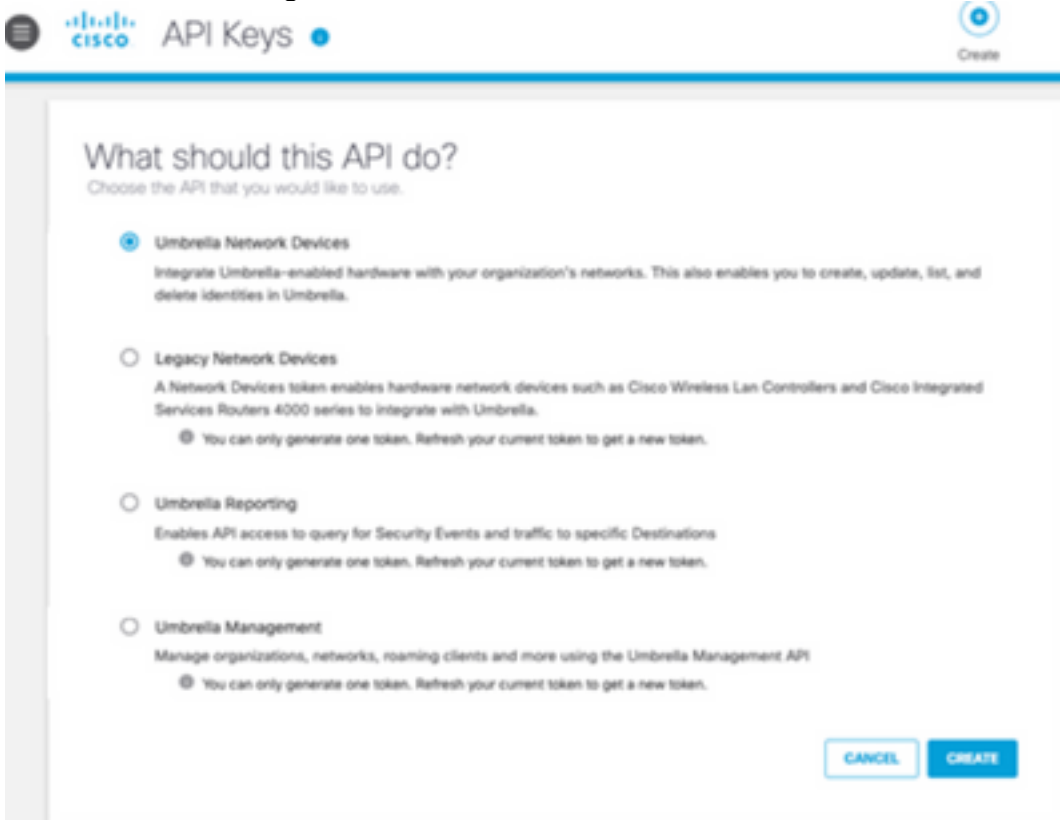 cisco API Keys
Create
What should this API do?
Choose the API that you would like to use.
Umbrella Network Devices
Integrate Umbrella-enabled hardware with your organization's networks. This also enables you to create, update, list, and
delete identities in Umbrella.
Legacy Network Devices
A Network Devices token enables hardware network devices such as Cisco Wireless Lan Controllers and Cisco Integrated
Services Routers 4000 series to integrate with Umbrella.
You can only generate one token. Refresh your current token to get a new token.
Umbrella Reporting
Enables API access to query for Security Events and traffic to specific Destinations
You can only generate one token. Refresh your current token to get a new token.
Umbrella Management
Manage organizations, networks, roaming clients and more using the Umbrella Management API
You can only generate one token. Refresh your current token to get a new token.
CANCEL CREATE